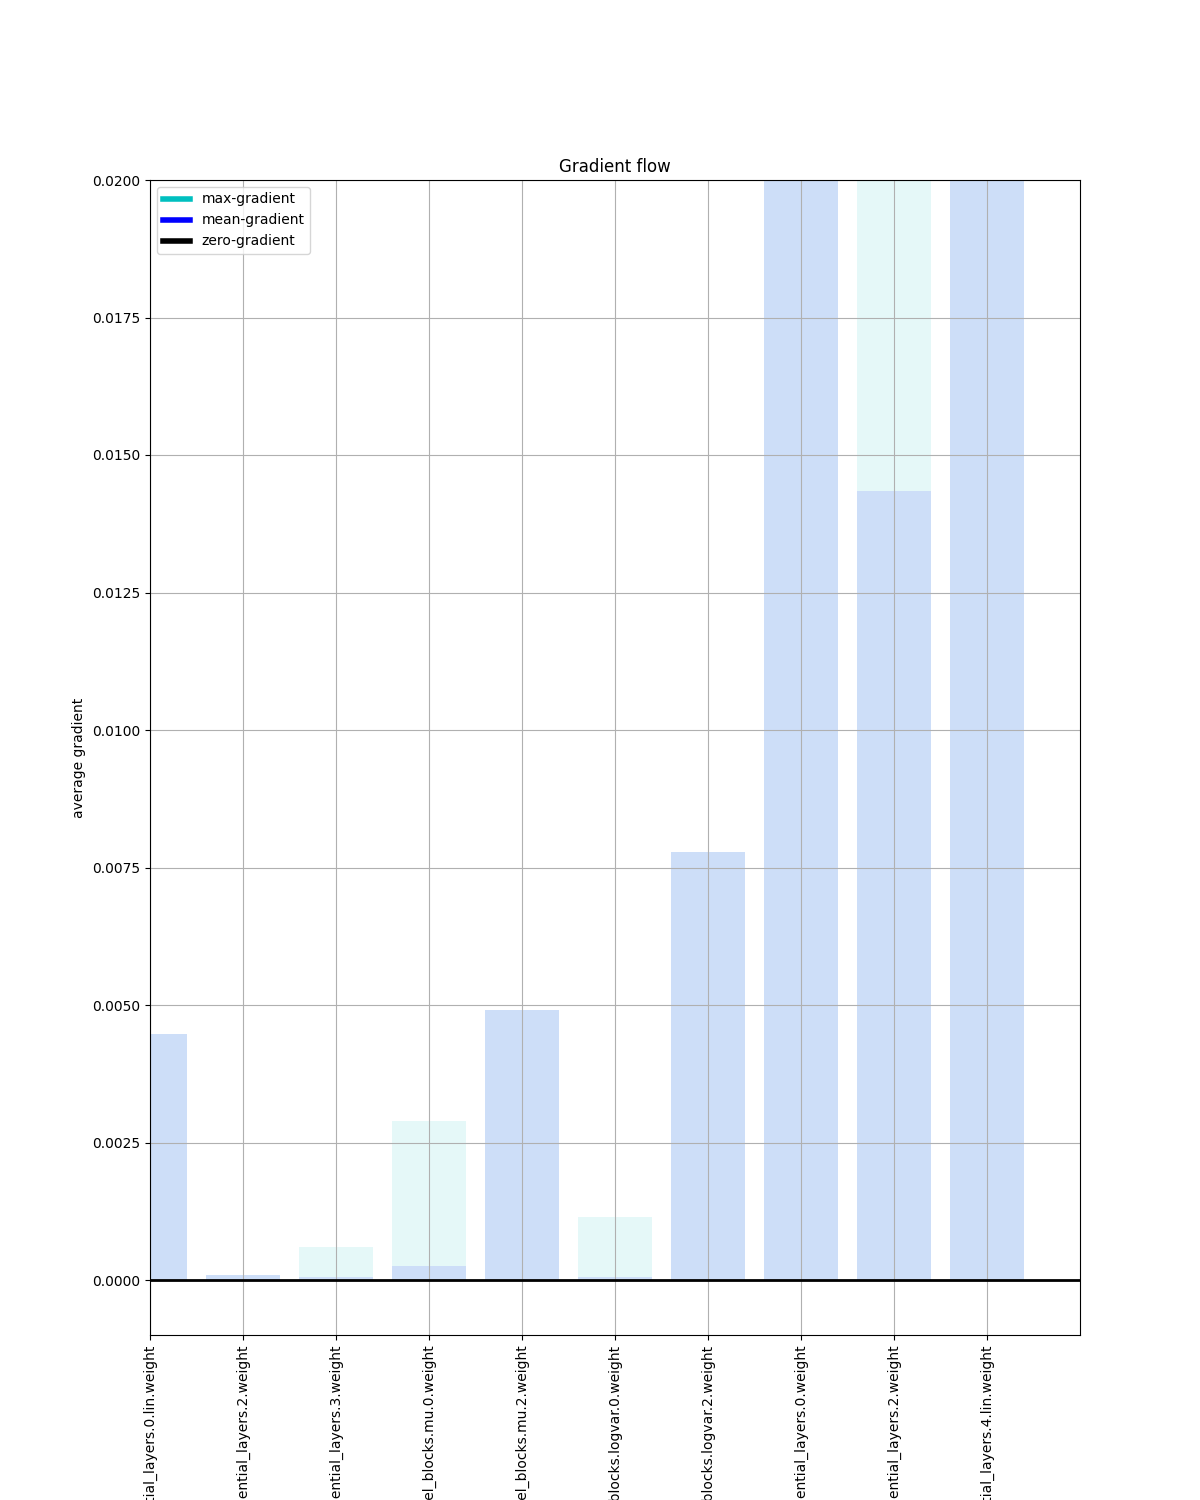 Gradient flow
max-gradient
mean-gradient
zero-gradient
0.0200
0.0175
0.0150
0.0125
0.0100
0.0075
0.0050
0.0025
0.0000
average gradient
tial_layers.0.lin.weight
ential_layers.2.weight
ential_layers.3.weight
el_blocks.mu.0.weight
el_blocks.mu.2.weight
blocks.logvar.0.weight
blocks.logvar.2.weight
ential_layers.0.weight
ential_layers.2.weight
tial_layers.4.lin.weight